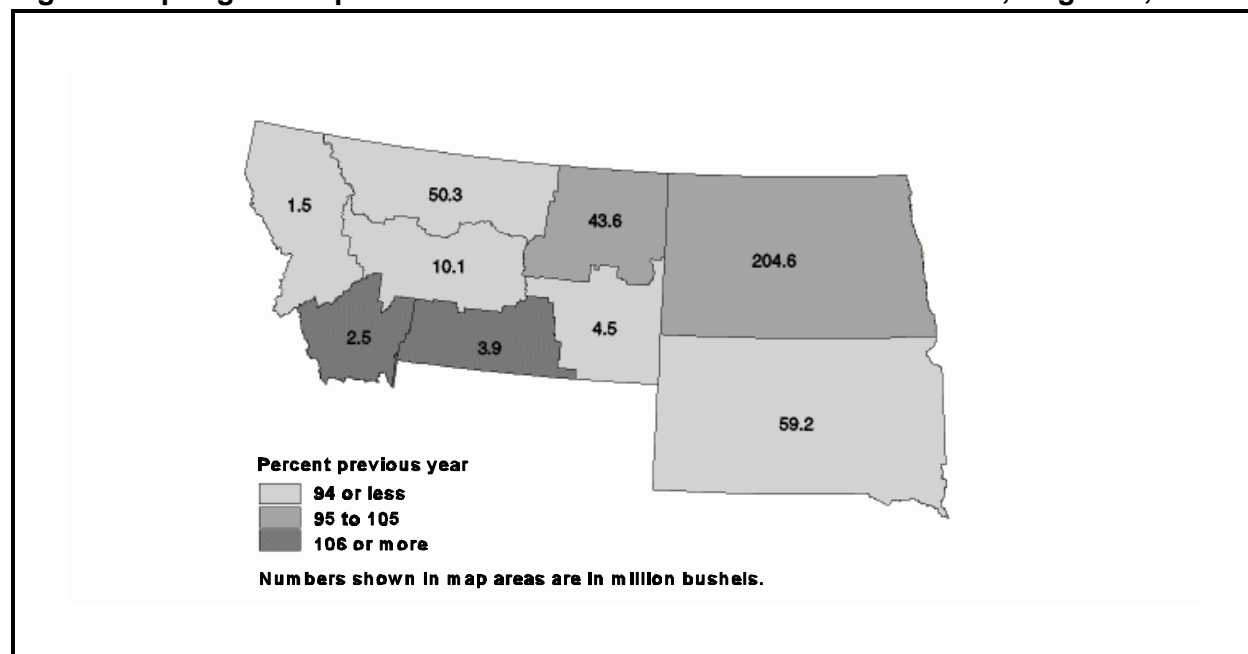 50.3
1.5
43.6
10.1
204.6
4.5
2.5
3.9
59.2
Percent previous year
94 or less
95 to 105
106 or more
Numbers shown in map areas are in million bushels.